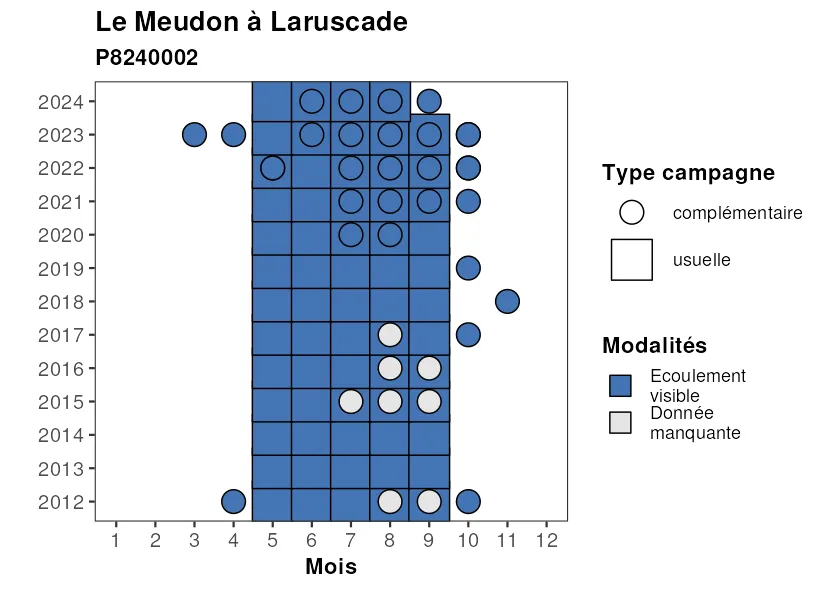 Le Meudon à Laruscade
P8240002
2024
2023
2022
2021
2020
2019
2018
2017
2016
2015
2014
2013
2012
1 2 3 4 5 6 7 8 9 10 11 12
Mois
Type campagne
complémentaire
usuelle
Modalités
Ecoulement
visible
Donnée
manquante